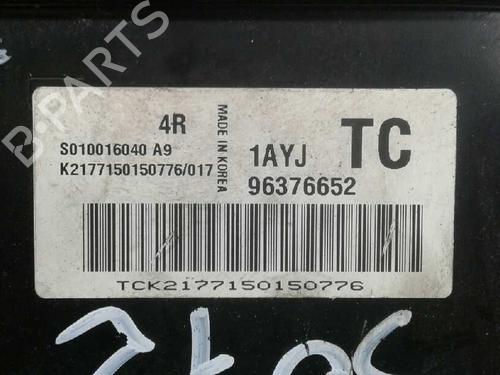 B-PARTS
4R
S010016040 A9
K2177150150776/017
MADE IN KOREA
1AYJ
TC
96376652
TCK2177150150776